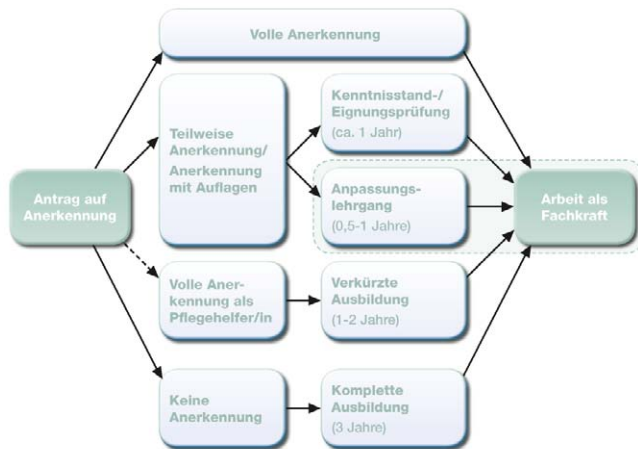 Volle Anerkennung
Teilweise
Anerkennung/
Anerkennung
mit Auflagen
Kenntnisstand-/
Eignungsprüfung
(ca. 1 Jahr)
Antrag auf
Anerkennung
Anpassungs-
lehrgang
(0,5-1 Jahre)
Arbeit als
Fachkraft
Volle Aner-
kennung als
Pflegehelfer/in
Verkürzte
Ausbildung
(1-2 Jahre)
Keine
Anerkennung
Komplette
Ausbildung
(3 Jahre)